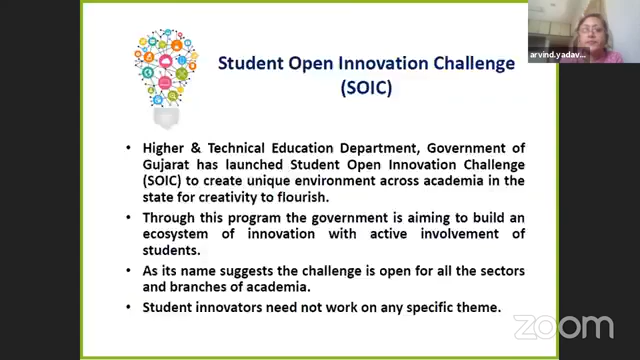 Student Open Innovation Challenge
(SOIC)
arvind.yadav...
• Higher & Technical Education Department, Government of
Gujarat has launched Student Open Innovation Challenge
(SOIC) to create unique environment across academia in the
state for creativity to flourish.
• Through this program the government is aiming to build an
ecosystem of innovation with active involvement of
students.
• As its name suggests the challenge is open for all the sectors
and branches of academia.
• Student innovators need not work on any specific theme.
zoom